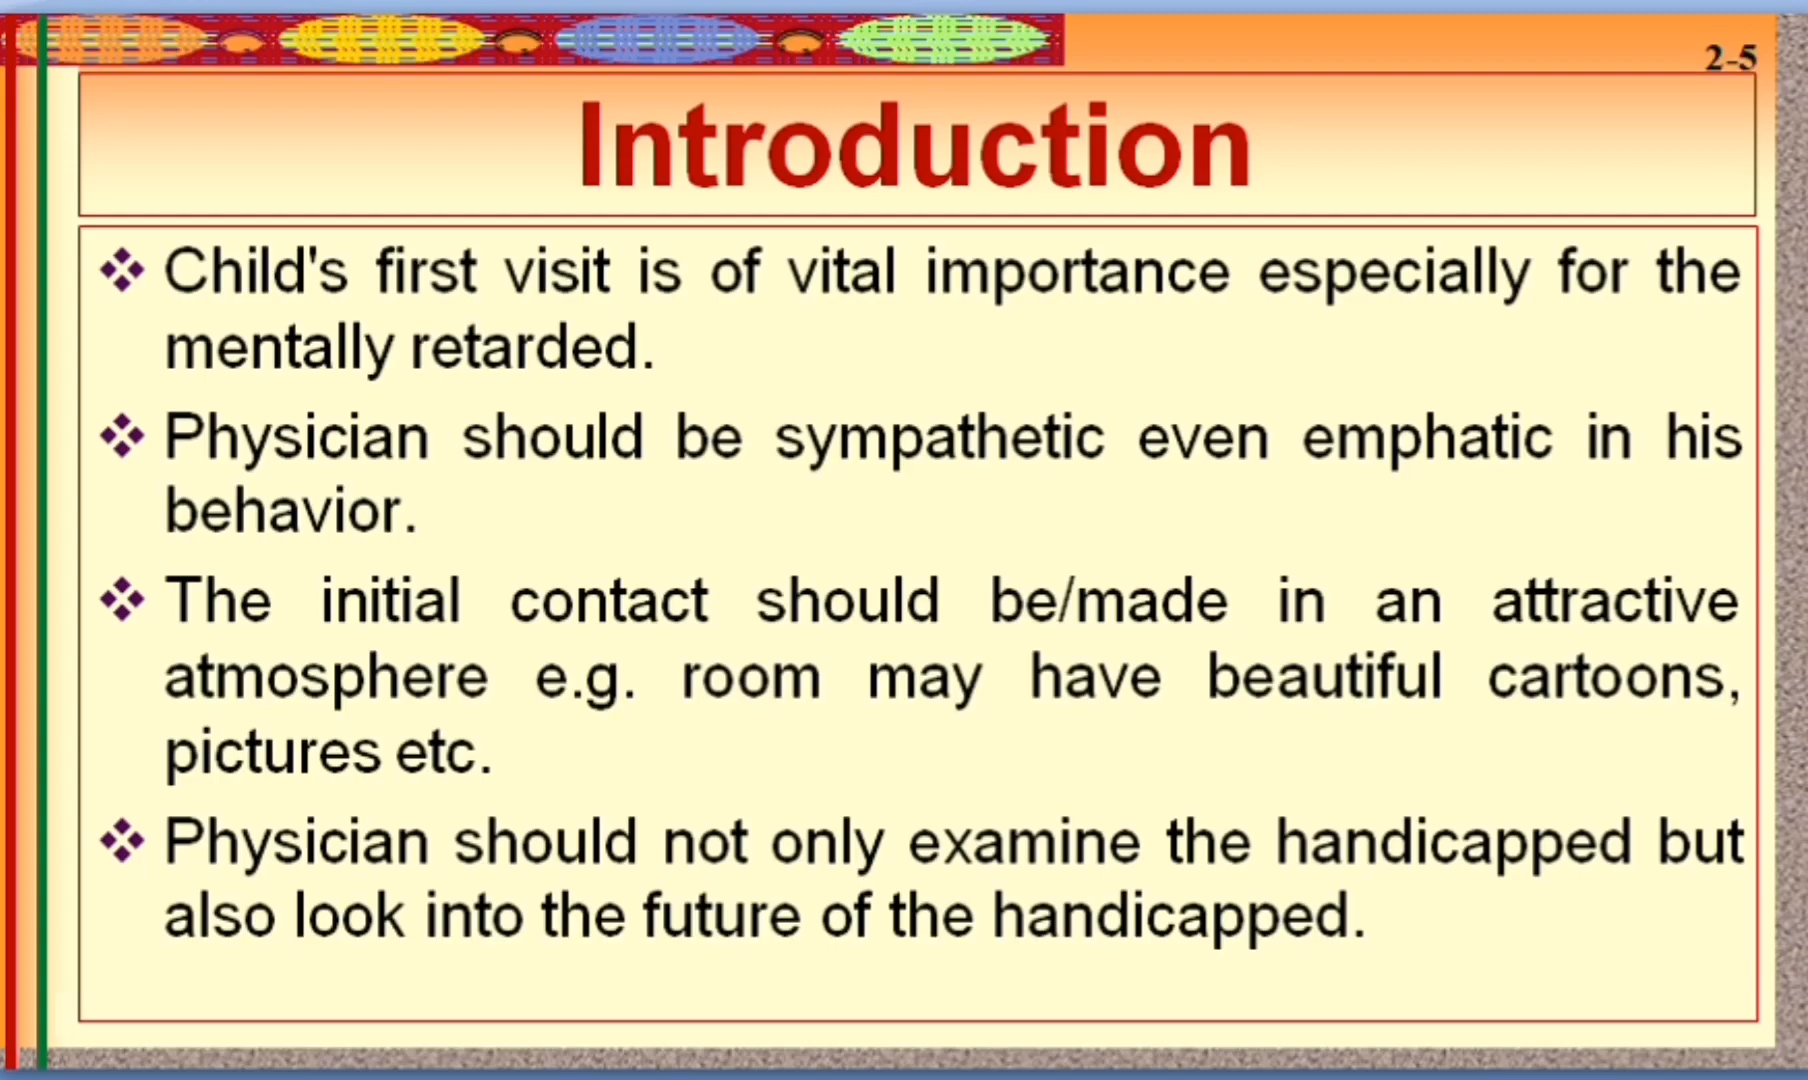 2-5
Introduction
Child's first visit is of vital importance especially for the
mentally retarded.
Physician should be sympathetic even emphatic in his
behavior.
The initial contact should be/made in an attractive
atmosphere e.g. room may have beautiful cartoons,
pictures etc.
Physician should not only examine the handicapped but
also look into the future of the handicapped.